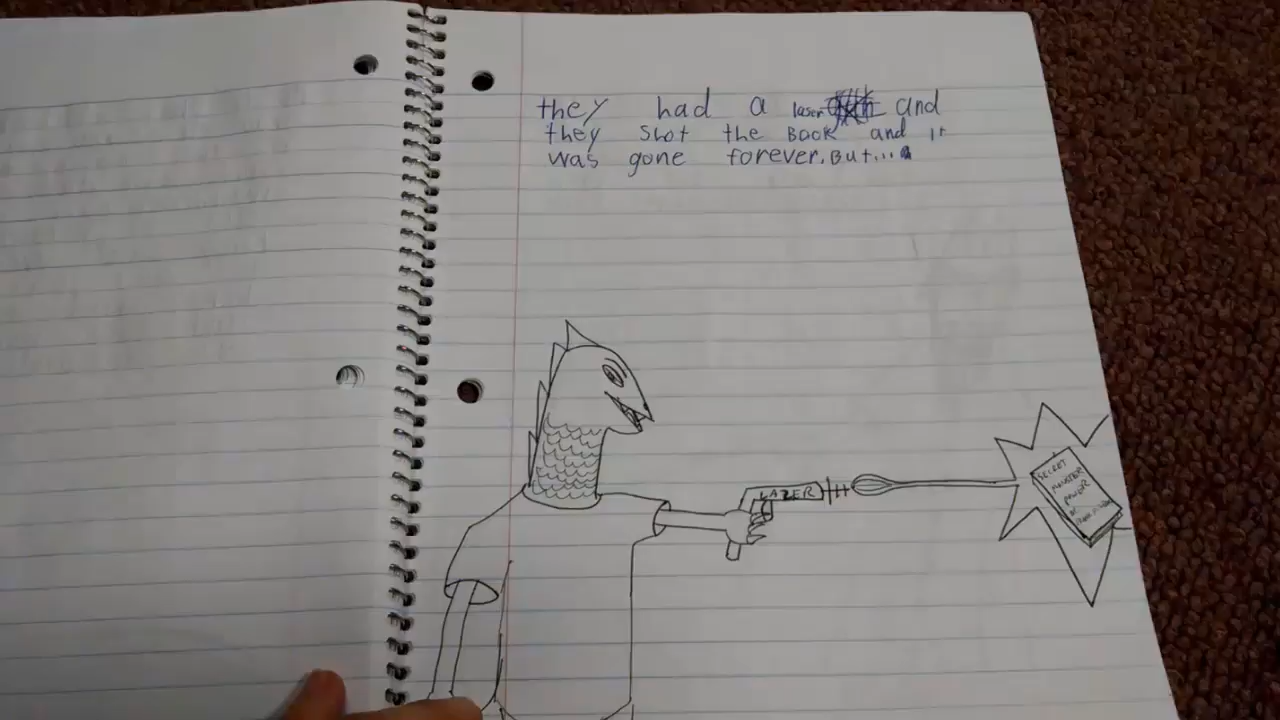 they had a laser and
they shot the BOOK and it
was gone forever. But...
LAZER
SECRET
MONSTER
POWER